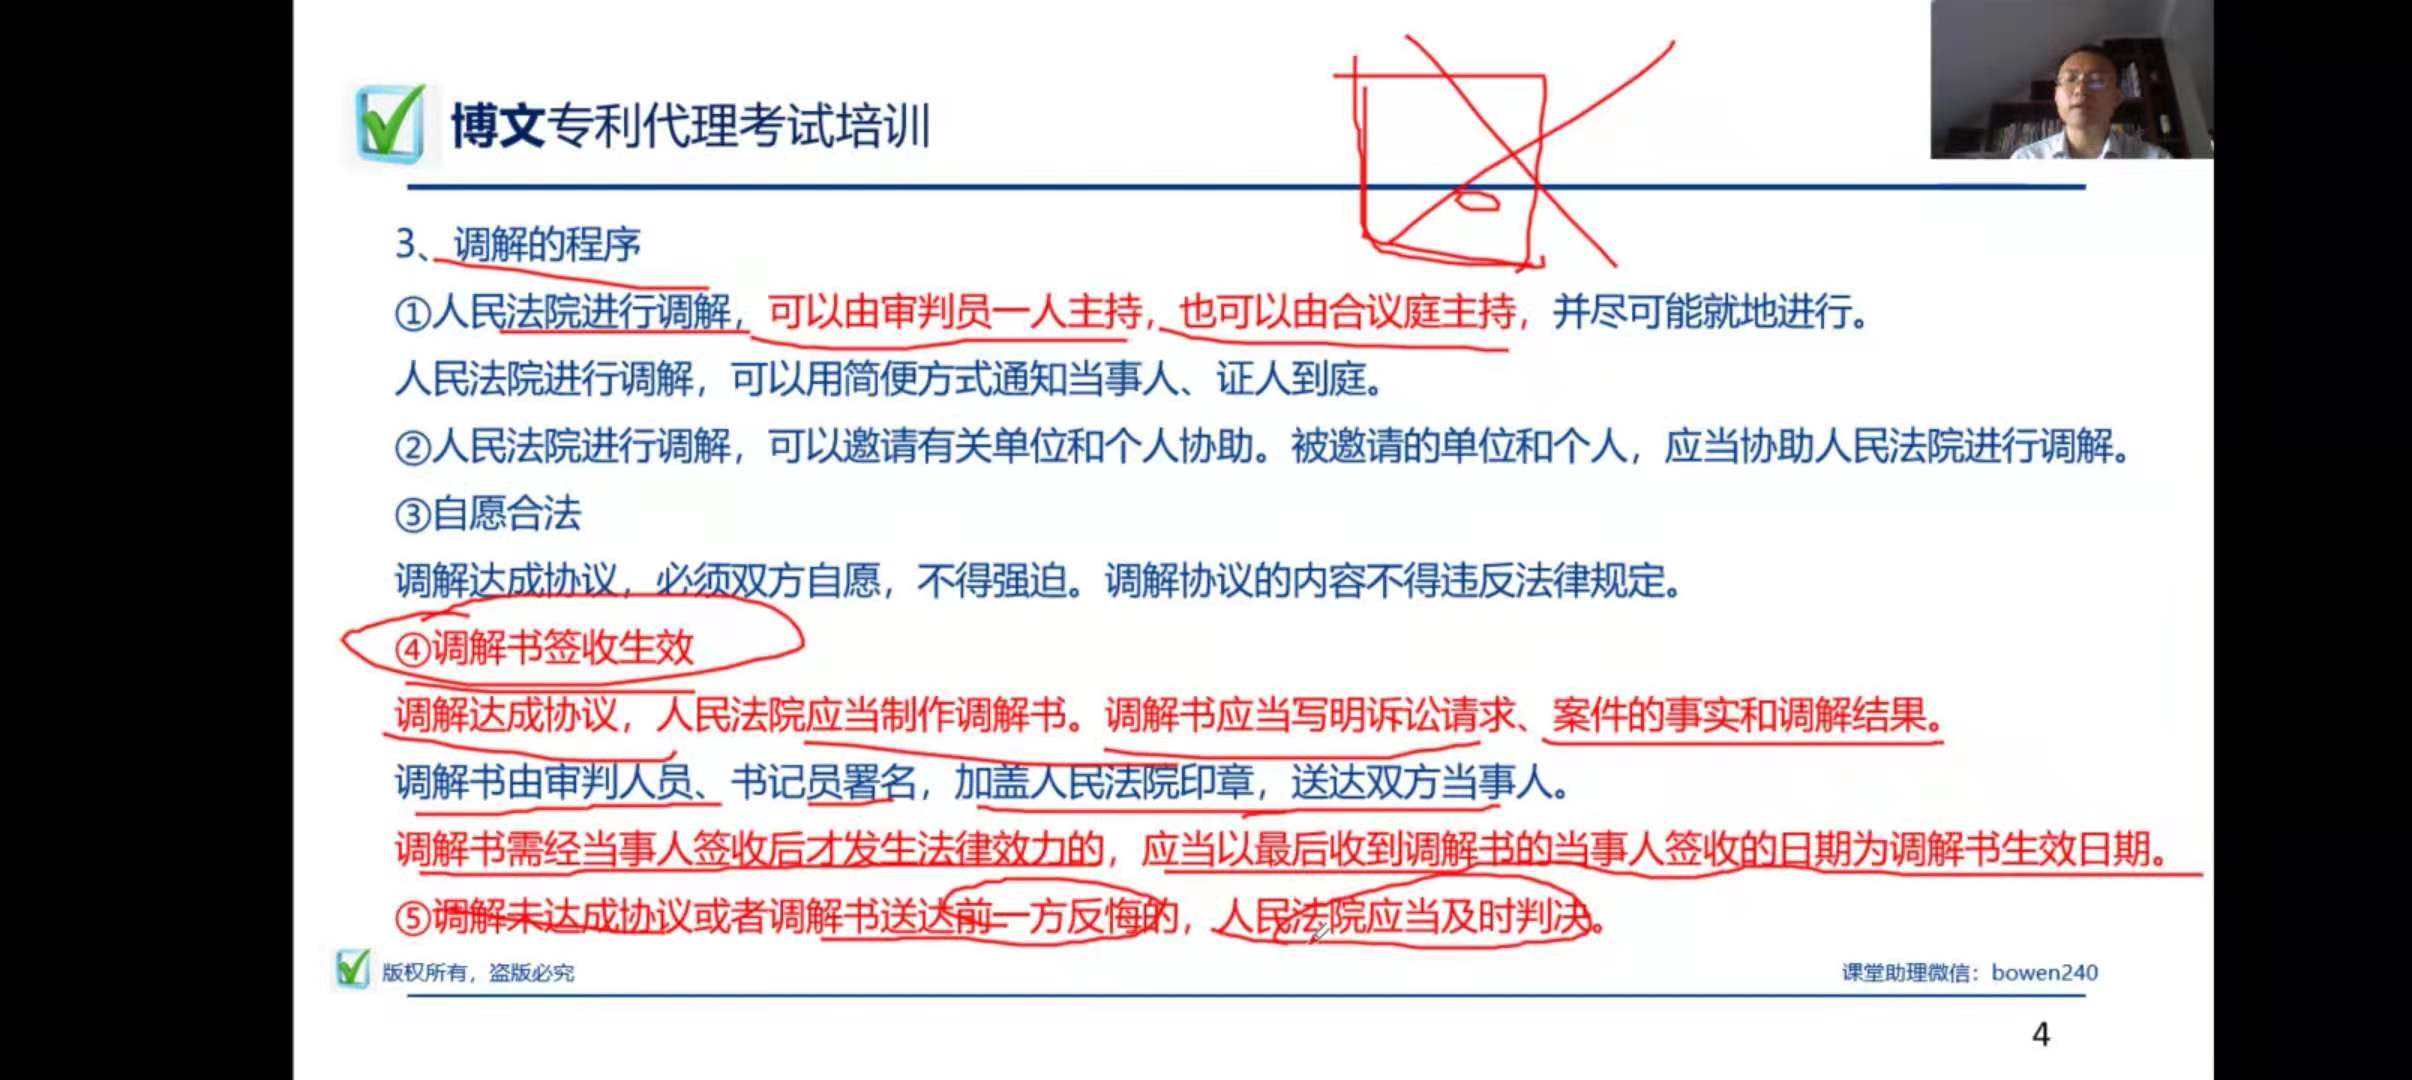 博文专利代理考试培训
3、调解的程序
①人民法院进行调解，可以由审判员一人主持，也可以由合议庭主持，并尽可能就地进行。
人民法院进行调解，可以用简便方式通知当事人、证人到庭。
②人民法院进行调解，可以邀请有关单位和个人协助。被邀请的单位和个人，应当协助人民法院进行调解。
③自愿合法
调解达成协议，必须双方自愿，不得强迫。调解协议的内容不得违反法律规定。
④调解书签收生效
调解达成协议，人民法院应当制作调解书。调解书应当写明诉讼请求、案件的事实和调解结果。
调解书由审判人员、书记员署名，加盖人民法院印章，送达双方当事人。
调解书需经当事人签收后才发生法律效力的，应当以最后收到调解书的当事人签收的日期为调解书生效日期。
⑤调解未达成协议或者调解书送达前一方反悔的，人民法院应当及时判决。
版权所有，盗版必究
课堂助理微信：bowen240
4